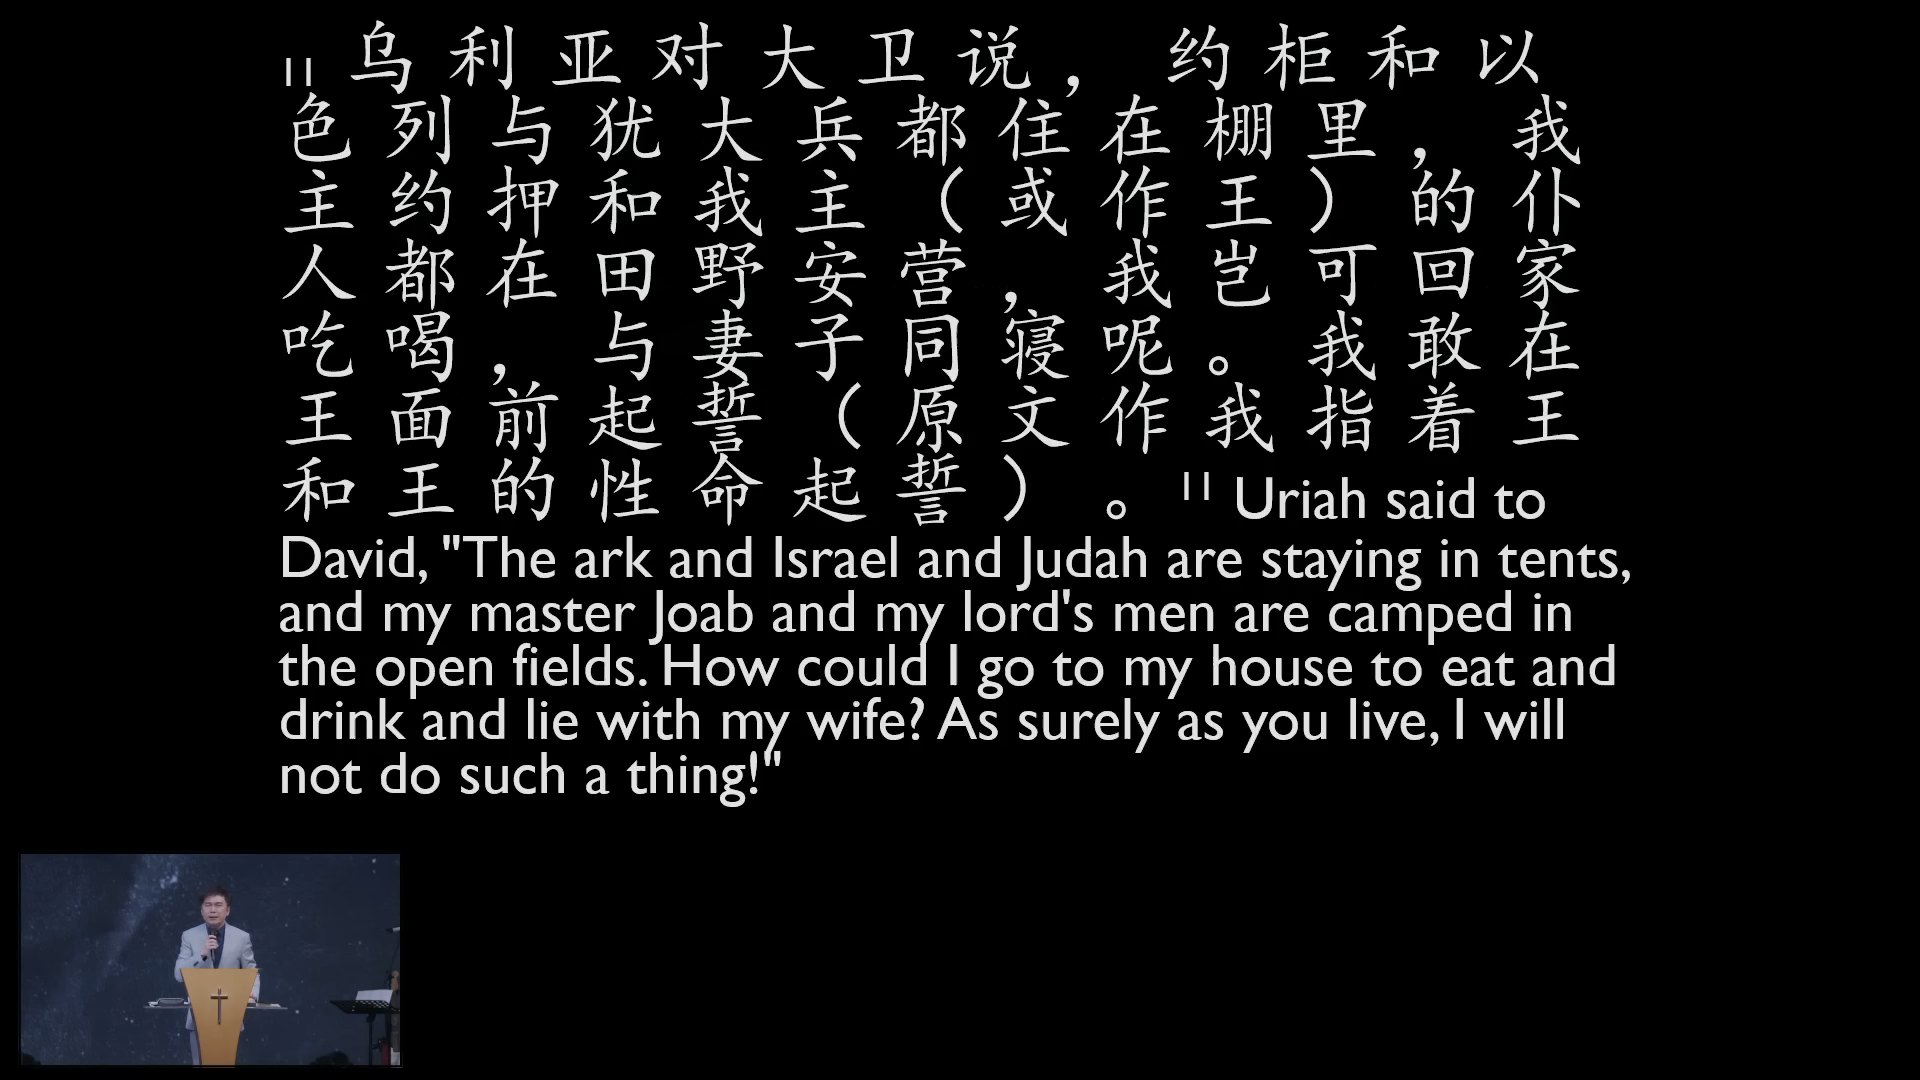 11 乌利亚对大卫说，约柜和以
色列与犹大兵都住在棚里，我
主约押和我主（或作王）的仆
人都在田野安营，我岂可回家
吃喝，与妻子同寝呢。我敢在
王面前起誓（原文作我指着王
和王的性命起誓）。11 Uriah said to
David, "The ark and Israel and Judah are staying in tents,
and my master Joab and my lord's men are camped in
the open fields. How could I go to my house to eat and
drink and lie with my wife? As surely as you live, I will
not do such a thing!"